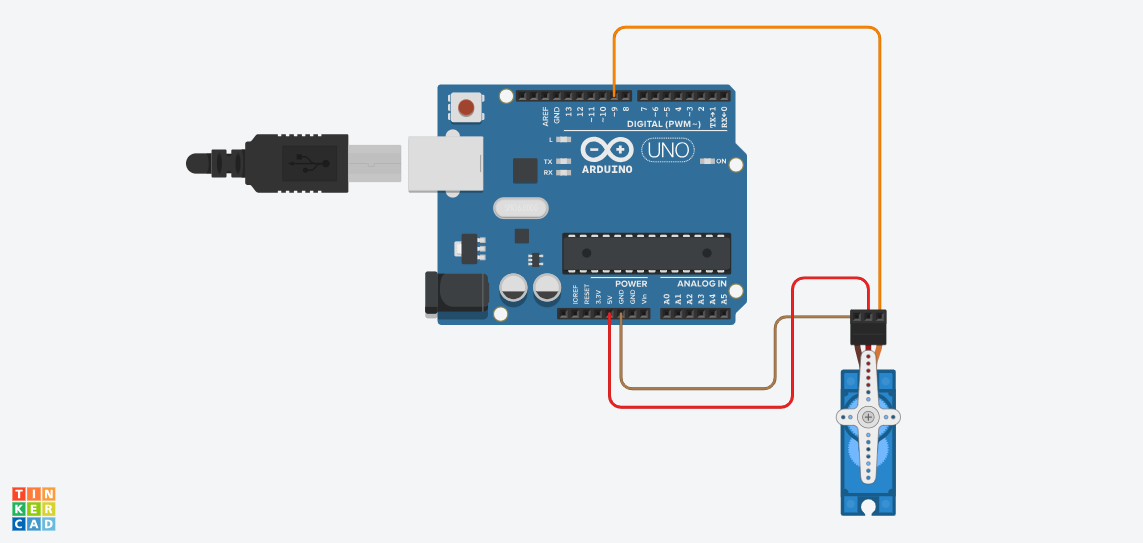 AREF
GND
13
12
~11
~10
~9
8
7
~6
~5
4
~3
2
TX→1
RX←0
DIGITAL (PWM~)
L
TX
RX
UNO
ON
ARDUINO
POWER
ANALOG IN
IOREF
RESET
3.3V
5V
GND
GND
Vin
A0
A1
A2
A3
A4
A5
TIN
KER
CAD